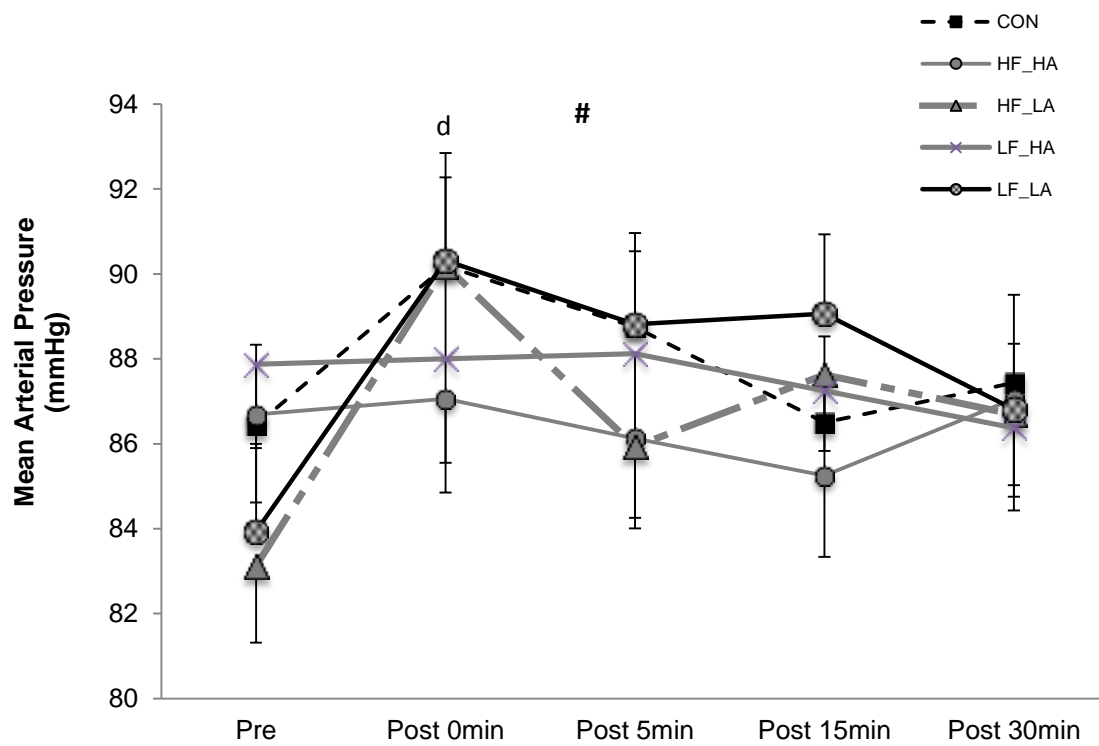 CON
HF_HA
HF_LA
LF_HA
LF_LA
94
d
#
92
90
88
86
84
82
80
Mean Arterial Pressure
(mmHg)
Pre
Post 0min
Post 5min
Post 15min
Post 30min